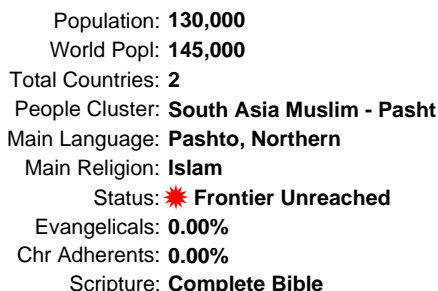 Population: 130,000
World Popl: 145,000
Total Countries: 2
People Cluster: South Asia Muslim - Pasht
Main Language: Pashto, Northern
Main Religion: Islam
Status: Frontier Unreached
Evangelicals: 0.00%
Chr Adherents: 0.00%
Scripture: Complete Bible